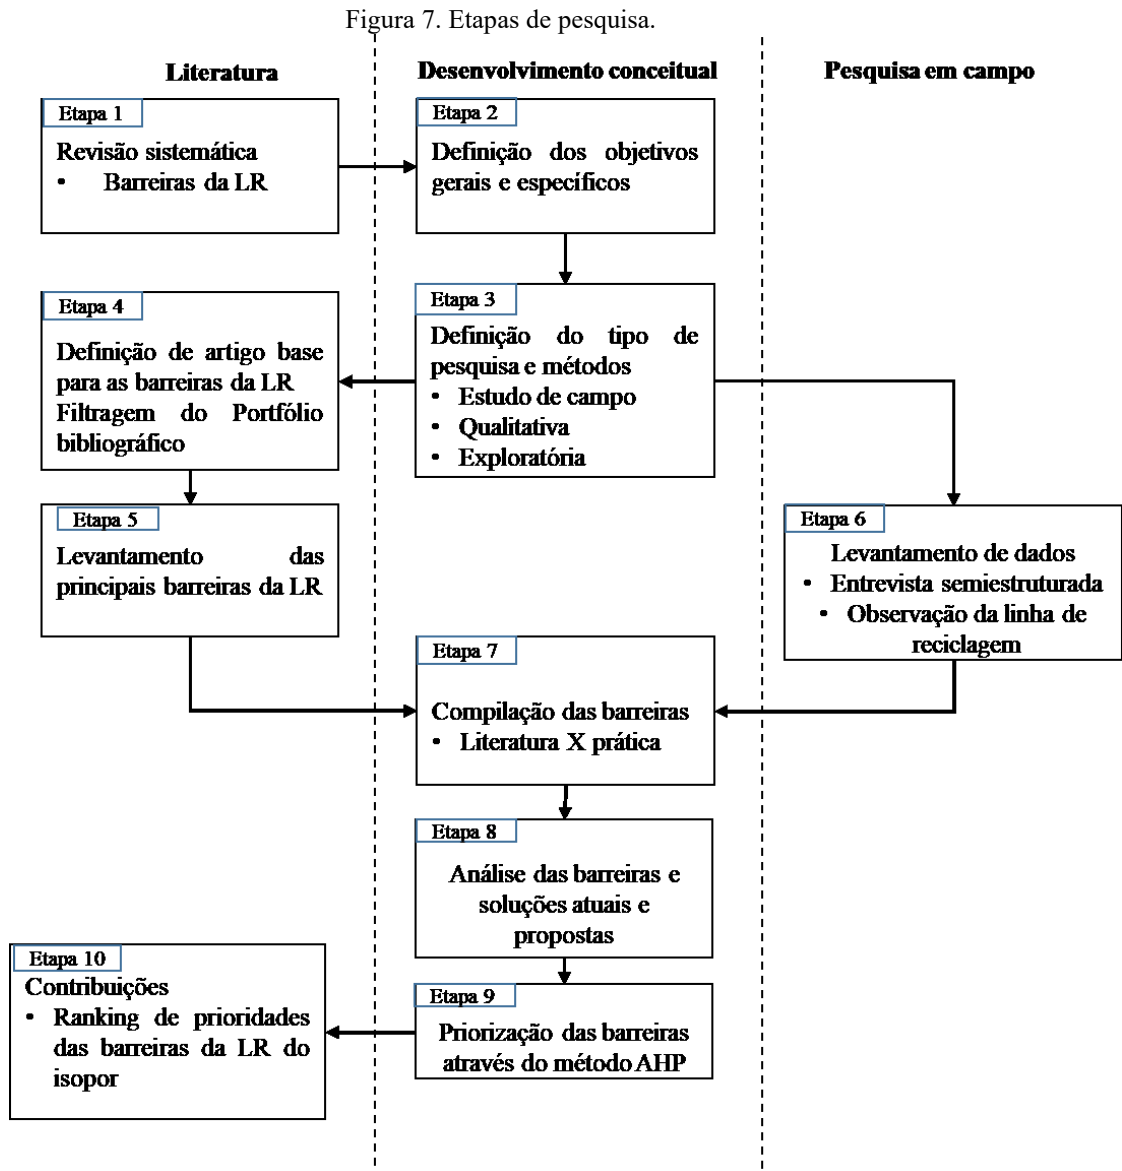 Figura 7. Etapas de pesquisa.
Literatura
Desenvolvimento conceitual
Pesquisa em campo
Etapa 1
Revisão sistemática
• Barreiras da LR
Etapa 2
Definição dos objetivos
gerais e específicos
Etapa 3
Definição do tipo de
pesquisa e métodos
• Estudo de campo
• Qualitativa
• Exploratória
Etapa 4
Definição de artigo base
para as barreiras da LR
Filtragem do Portfólio
bibliográfico
Etapa 5
Levantamento das
principais barreiras da LR
Etapa 6
Levantamento de dados
• Entrevista semiestruturada
• Observação da linha de
reciclagem
Etapa 7
Compilação das barreiras
• Literatura X prática
Etapa 8
Análise das barreiras e
soluções atuais e
propostas
Etapa 9
Priorização das barreiras
através do método AHP
Etapa 10
Contribuições
• Ranking de prioridades
das barreiras da LR do
isopor